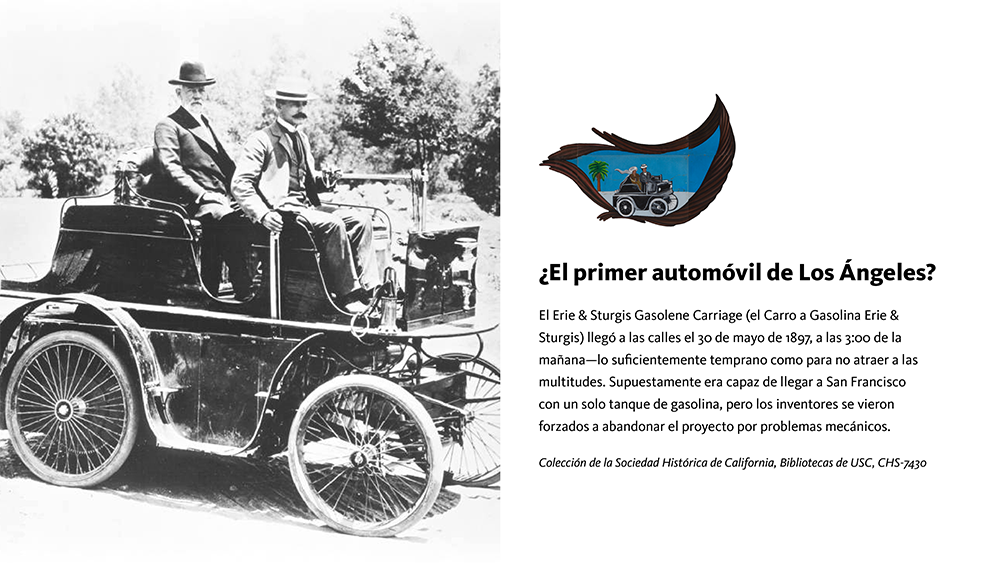 ¿El primer automóvil de Los Ángeles?
El Erie & Sturgis Gasolene Carriage (el Carro a Gasolina Erie &
Sturgis) llegó a las calles el 30 de mayo de 1897, a las 3:00 de la
mañana—lo suficientemente temprano como para no atraer a las
multitudes. Supuestamente era capaz de llegar a San Francisco
con un solo tanque de gasolina, pero los inventores se vieron
forzados a abandonar el proyecto por problemas mecánicos.
Colección de la Sociedad Histórica de California, Bibliotecas de USC, CHS-7430